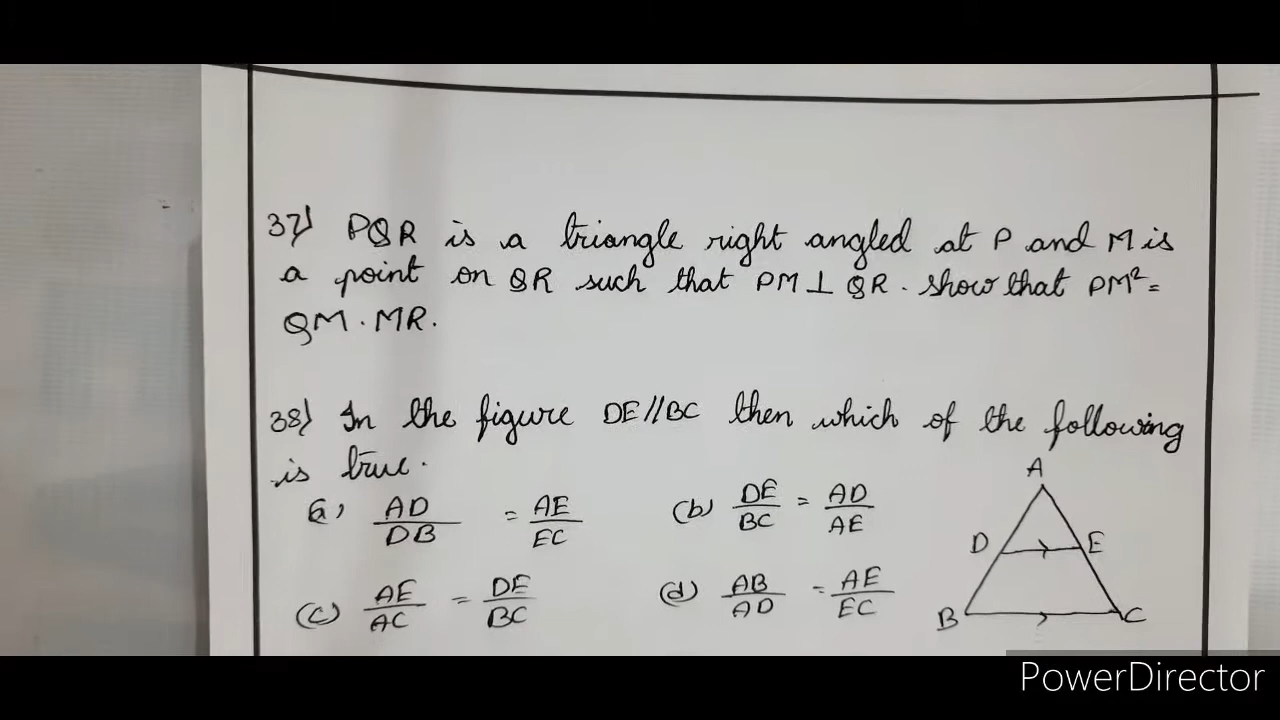 37) PQR is a triangle right angled at P and M is
a point on QR such that PM ⊥ QR. show that PM² =
QM . MR.
38) In the figure DE//BC then which of the following
is true.
a) AD/DB = AE/EC (b) DE/BC = AD/AE
(c) AE/AC = DE/BC (d) AB/AD = AE/EC
A
D E
B C
PowerDirector